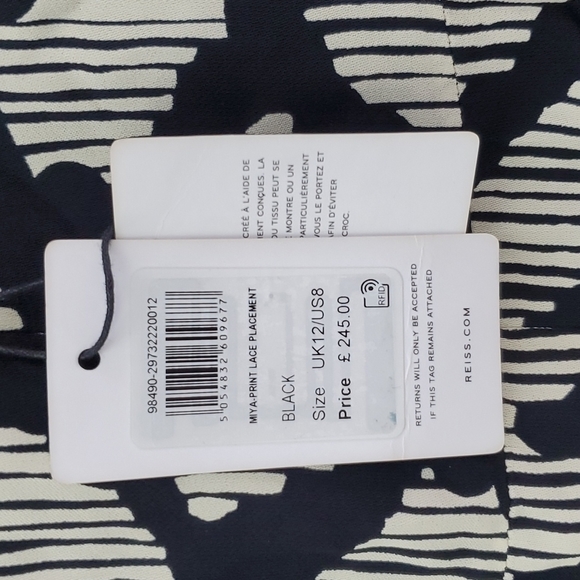 CRÉÉ À L'AIDE DE
MENT CONÇUES. LA
U TISSU PEUT SE
MONTRE OU UN
PARTICULIÈREMENT
VOUS LE PORTEZ ET
AFIN D'ÉVITER
CROC.
98490-29732220012
5 054832 609677
MIYA-PRINT LACE PLACEMENT
BLACK
Size UK12/US8
Price £ 245.00
RFID
RETURNS WILL ONLY BE ACCEPTED
IF THIS TAG REMAINS ATTACHED
REISS.COM